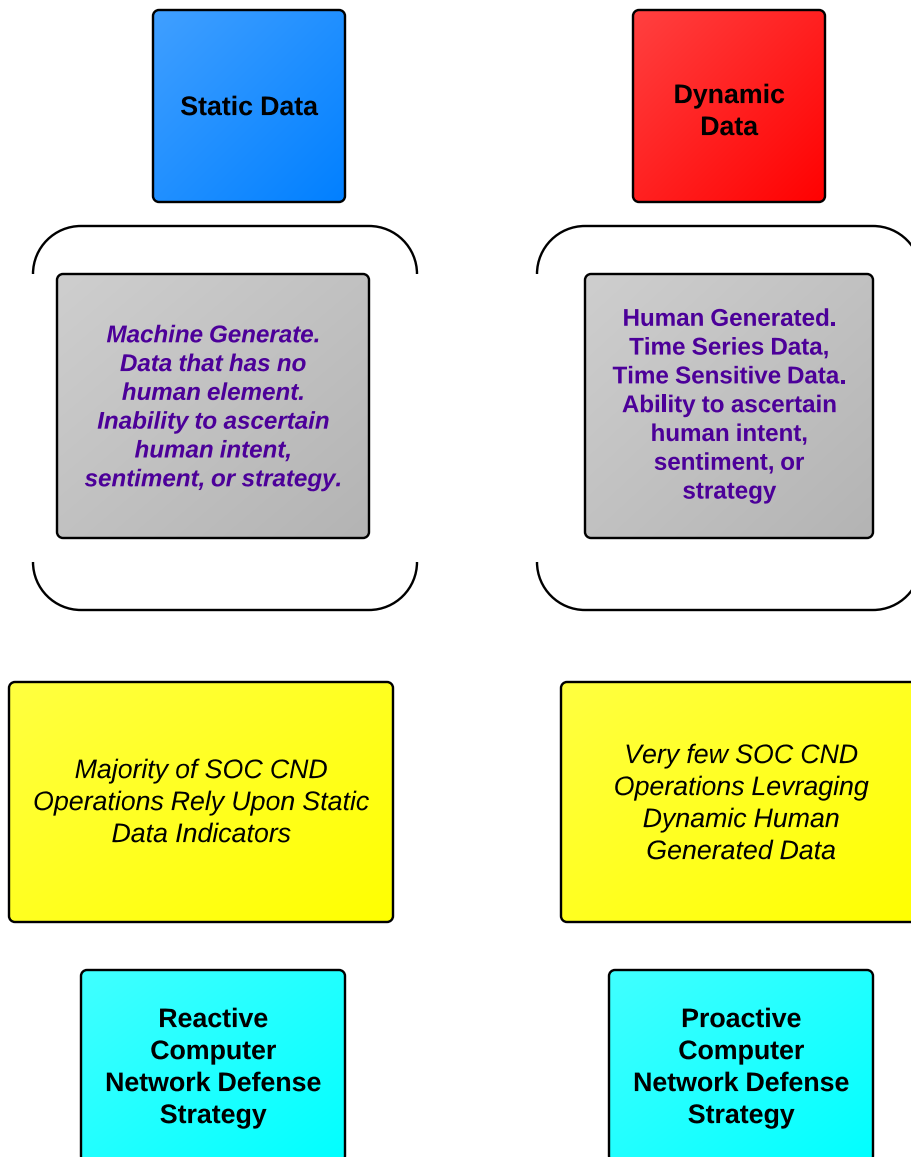 Static Data
Dynamic
Data
Machine Generate.
Data that has no
human element.
Inability to ascertain
human intent,
sentiment, or strategy.
Human Generated.
Time Series Data,
Time Sensitive Data.
Ability to ascertain
human intent,
sentiment, or
strategy
Majority of SOC CND
Operations Rely Upon Static
Data Indicators
Very few SOC CND
Operations Levraging
Dynamic Human
Generated Data
Reactive
Computer
Network Defense
Strategy
Proactive
Computer
Network Defense
Strategy